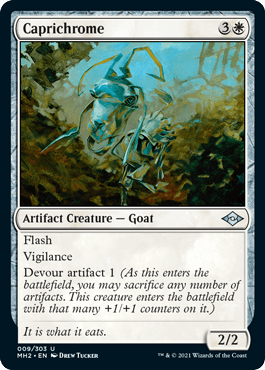 Caprichrome 3
Artifact Creature — Goat
Flash
Vigilance
Devour artifact 1 (As this enters the
battlefield, you may sacrifice any number of
artifacts. This creature enters the battlefield
with that many +1/+1 counters on it.)
It is what it eats.
2/2
009/303 U
MH2 • EN DREW TUCKER ™ & © 2021 Wizards of the Coast